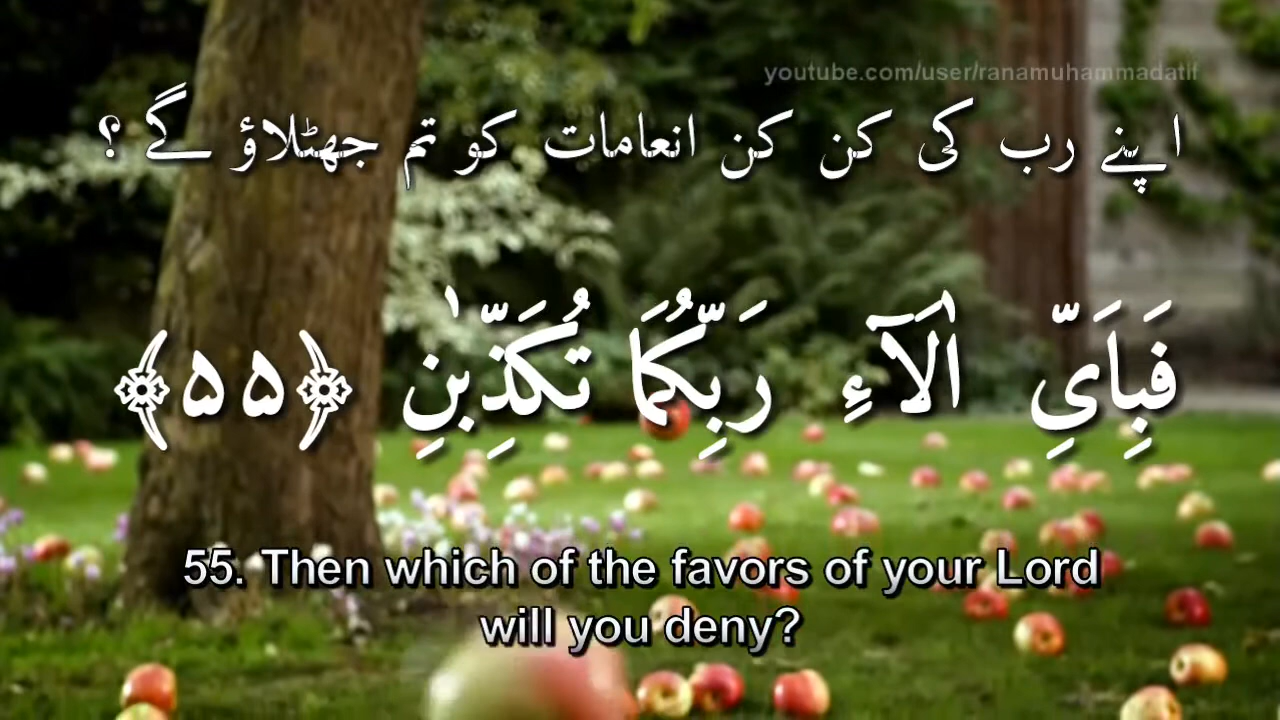 youtube.com/user/ranamuhammadatif
اپنے رب کی کن کن انعامات کو تم جھٹلاؤ گے ؟
فَبِاَیِّ اٰلَآءِ رَبِّکُمَا تُکَذِّبٰنِ ﴿۵۵﴾
55. Then which of the favors of your Lord
will you deny?